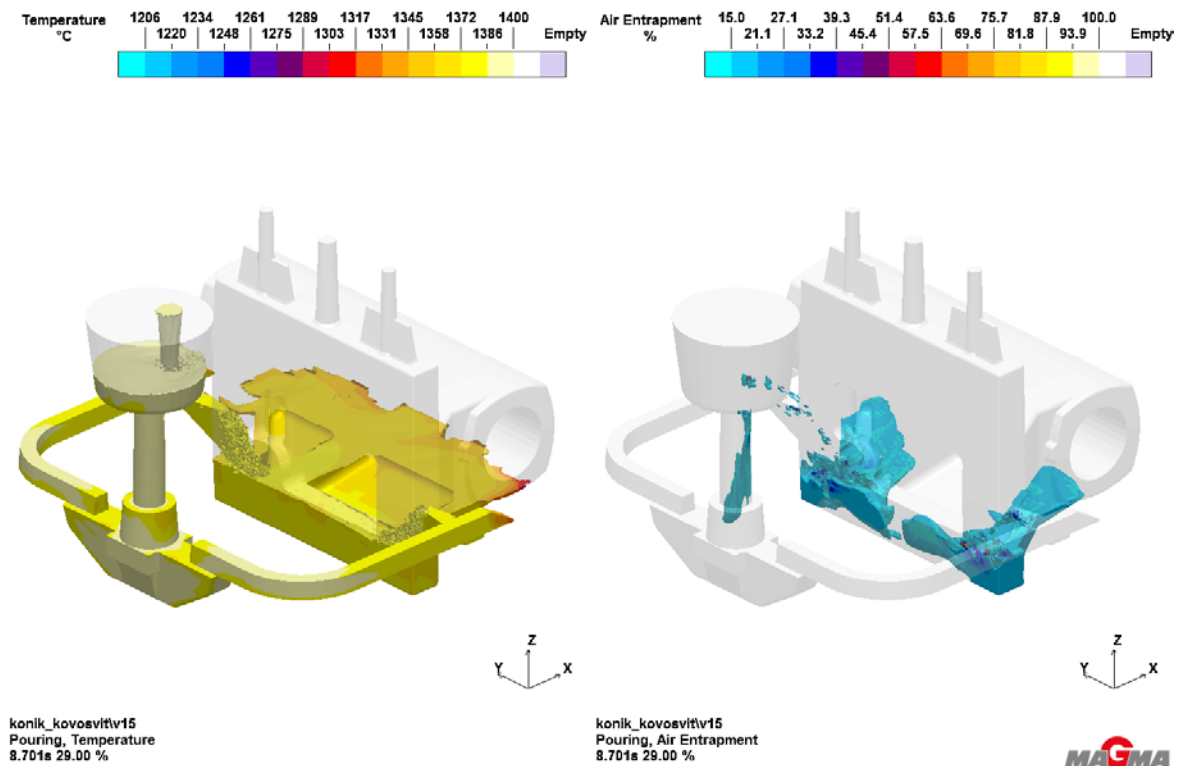 Temperature 1206 1234 1261 1289 1317 1345 1372 1400
°C 1220 1248 1275 1303 1331 1358 1386 Empty
Air Entrapment 15.0 27.1 39.3 51.4 63.6 75.7 87.9 100.0
% 21.1 33.2 45.4 57.5 69.6 81.8 93.9 Empty
Z
Y X
Z
Y X
konik_kovosvit\v15
Pouring, Temperature
8.701s 29.00 %
konik_kovosvit\v15
Pouring, Air Entrapment
8.701s 29.00 %
MAGMA